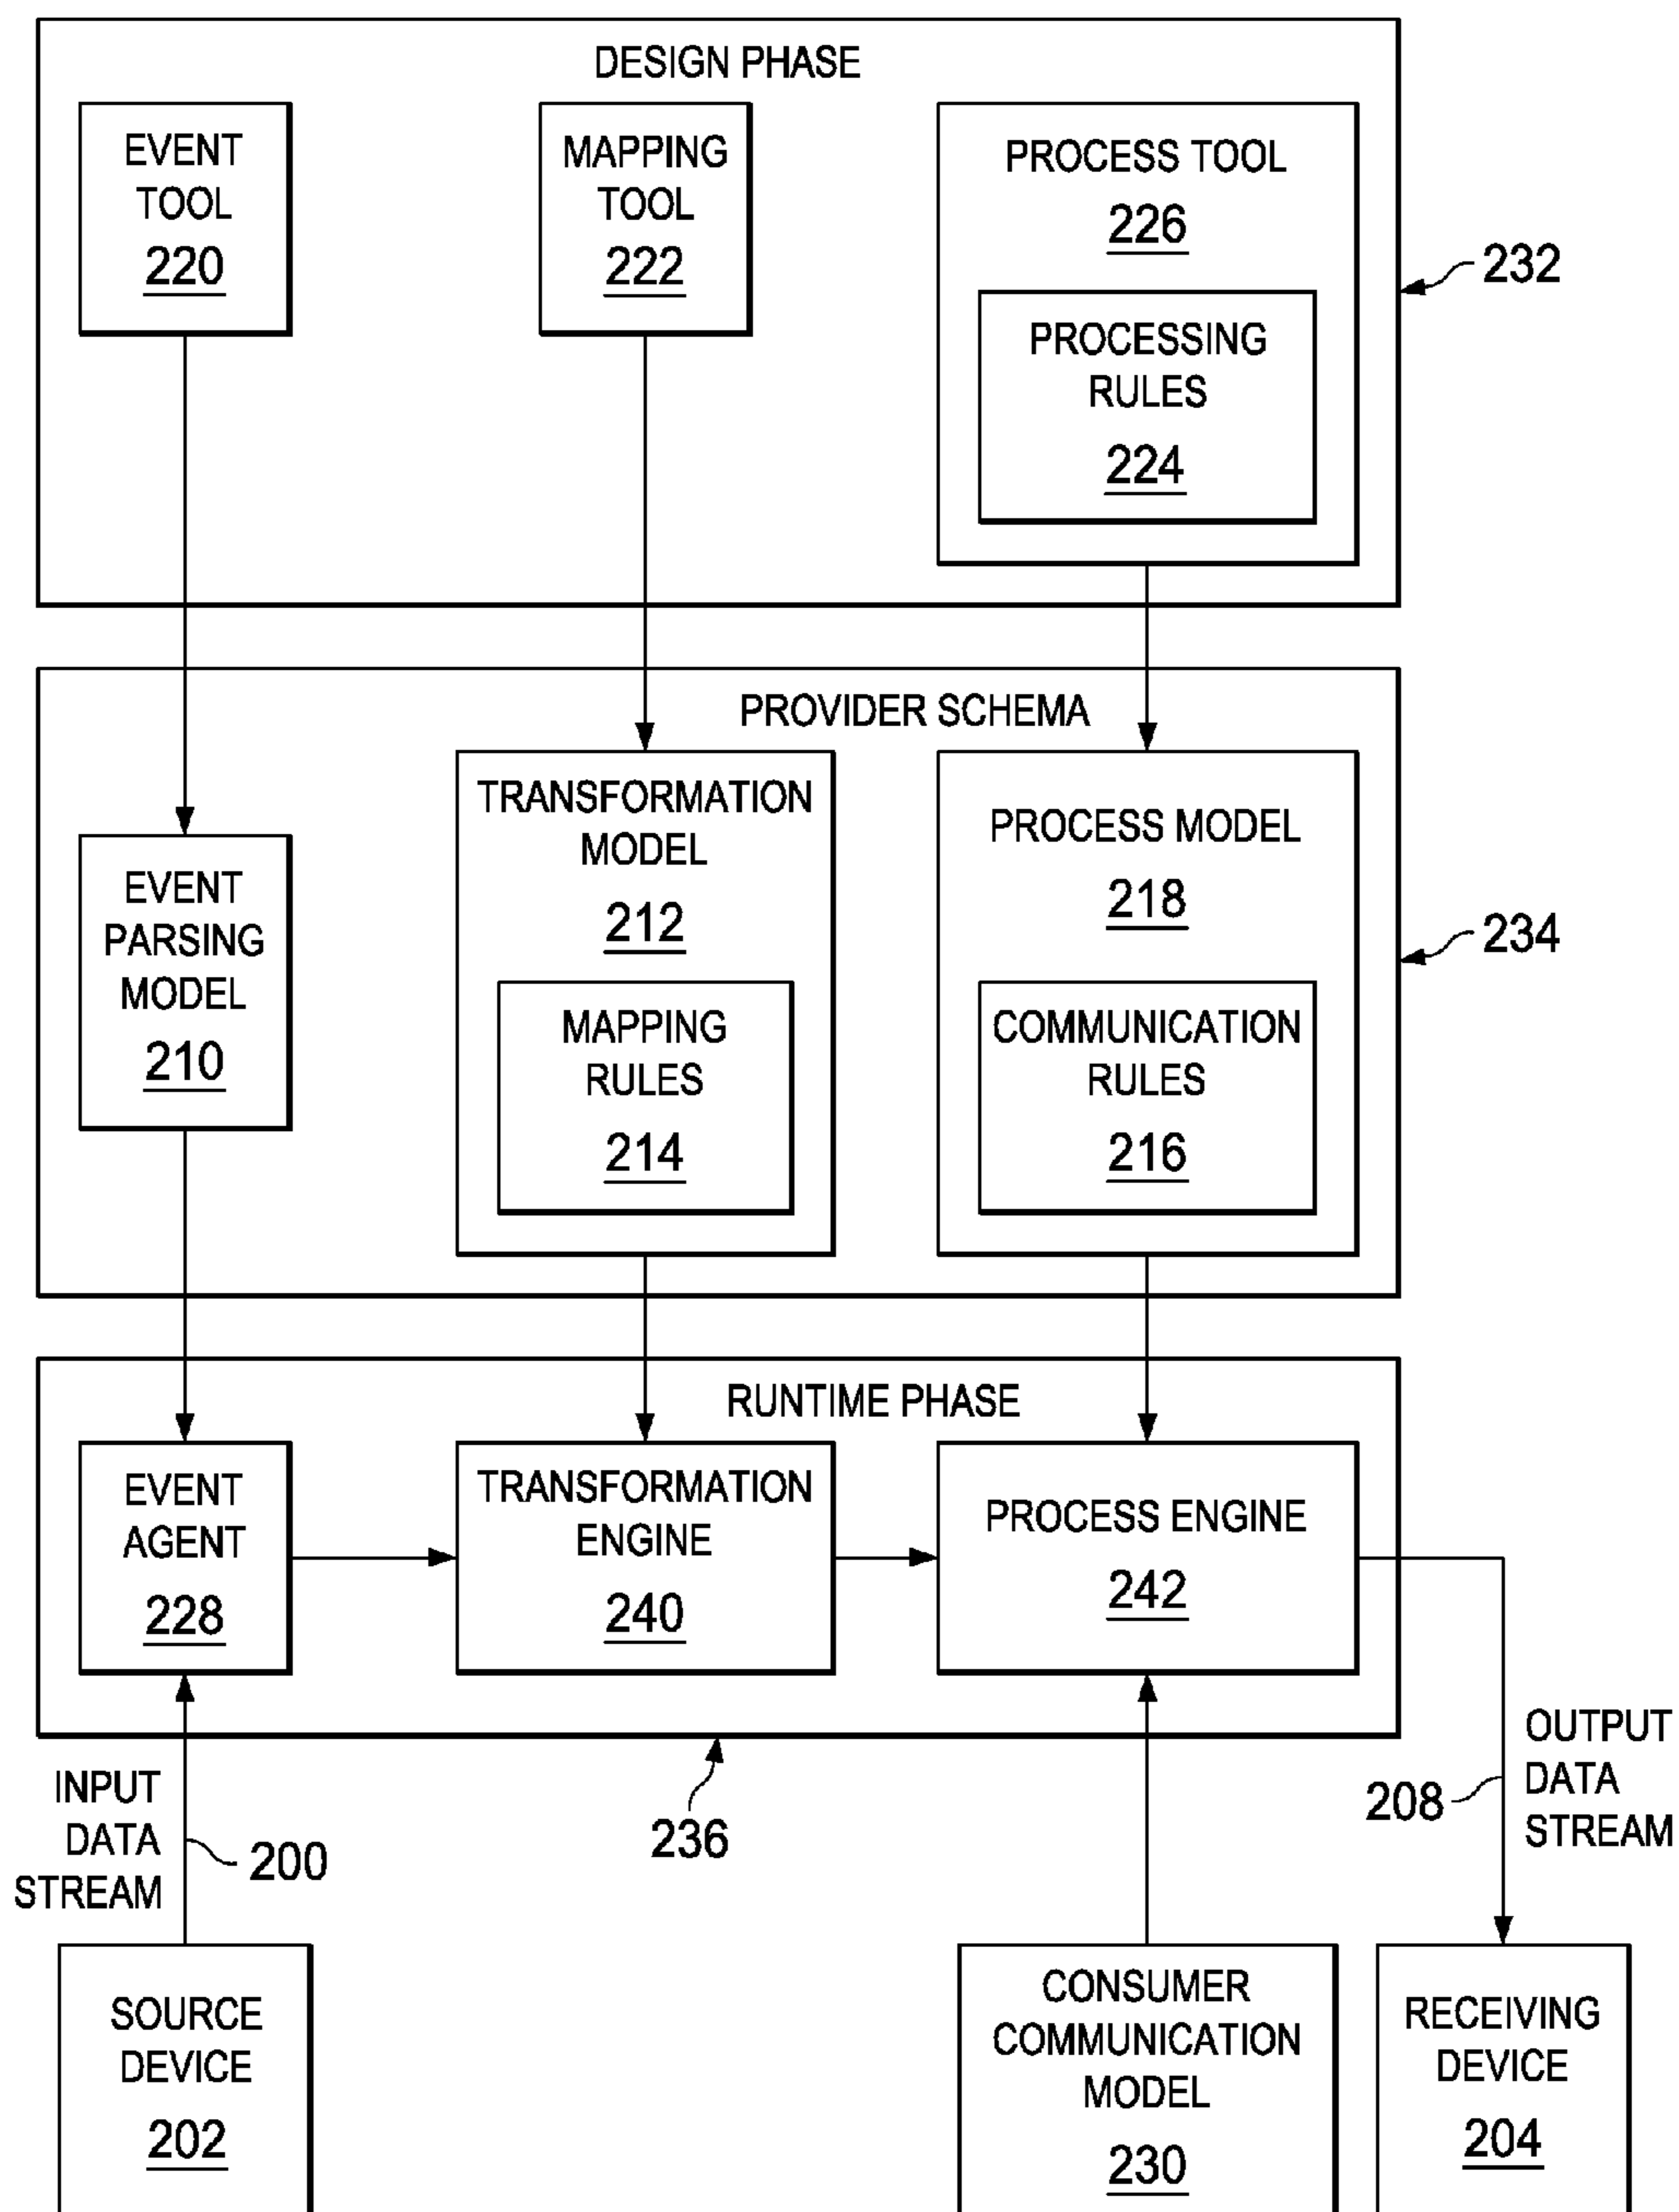 DESIGN PHASE
EVENT
TOOL
220
MAPPING
TOOL
222
PROCESS TOOL
226
PROCESSING
RULES
224
232
PROVIDER SCHEMA
EVENT
PARSING
MODEL
210
TRANSFORMATION
MODEL
212
MAPPING
RULES
214
PROCESS MODEL
218
COMMUNICATION
RULES
216
234
RUNTIME PHASE
EVENT
AGENT
228
TRANSFORMATION
ENGINE
240
PROCESS ENGINE
242
INPUT
DATA
STREAM
200
236
208
OUTPUT
DATA
STREAM
SOURCE
DEVICE
202
CONSUMER
COMMUNICATION
MODEL
230
RECEIVING
DEVICE
204